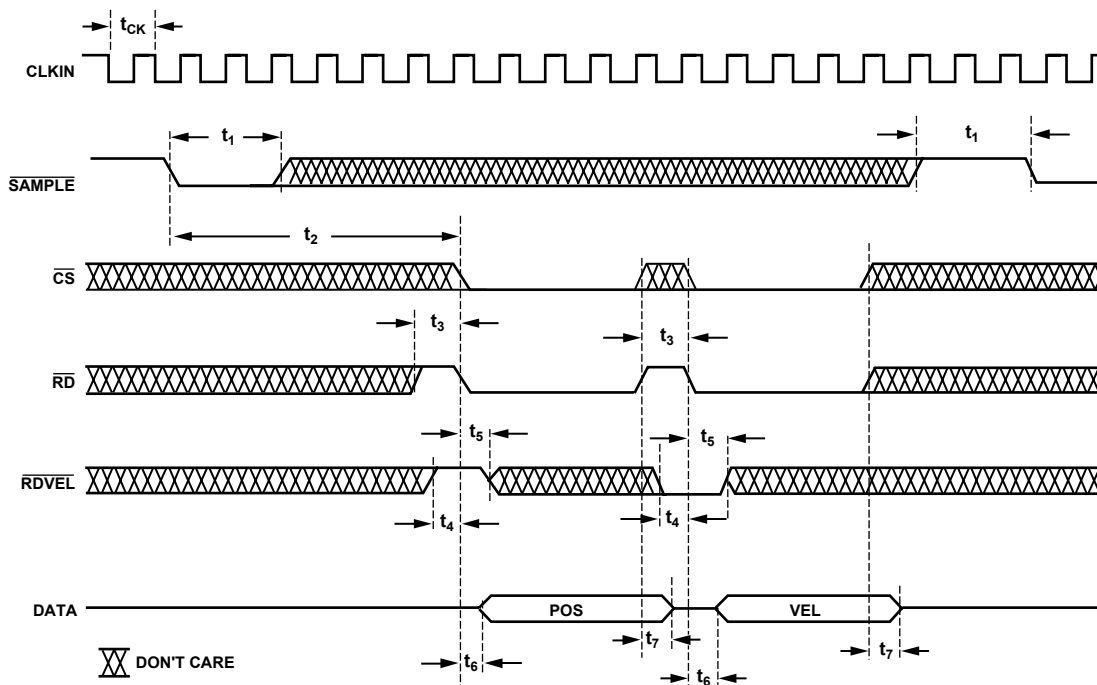 tCK
CLKIN
t1
t1
SAMPLE
t2
CS
t3
t3
RD
t5
t5
RDVEL
t4
t4
DATA
POS
VEL
t7
t7
DON'T CARE
t6
t6